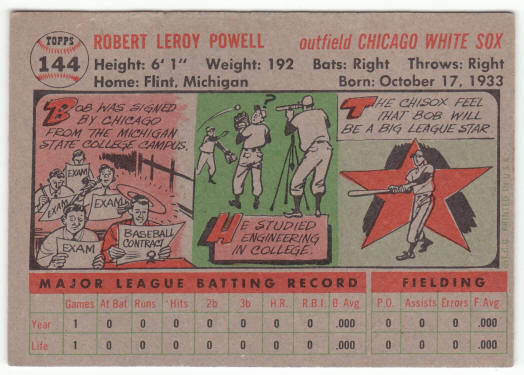 TOPPS
144
ROBERT LEROY POWELL outfield CHICAGO WHITE SOX
Height: 6' 1" Weight: 192 Bats: Right Throws: Right
Home: Flint, Michigan Born: October 17, 1933
BOB WAS SIGNED
BY CHICAGO
FROM THE MICHIGAN
STATE COLLEGE CAMPUS.
EXAM
EXAM
EXAM
EXAM
BASEBALL
CONTRACT
?
HE STUDIED
ENGINEERING
IN COLLEGE.
THE CHISOX FEEL
THAT BOB WILL
BE A BIG LEAGUE STAR
MAJOR LEAGUE BATTING RECORD FIELDING
Games At Bat Runs Hits 2b 3b H.R. R.B.I. B.Avg P.O. Assists Errors F.Avg.
Year 1 0 0 0 0 0 0 0 .000 0 0 0 .000
Life 1 0 0 0 0 0 0 0 .000 0 0 0 .000